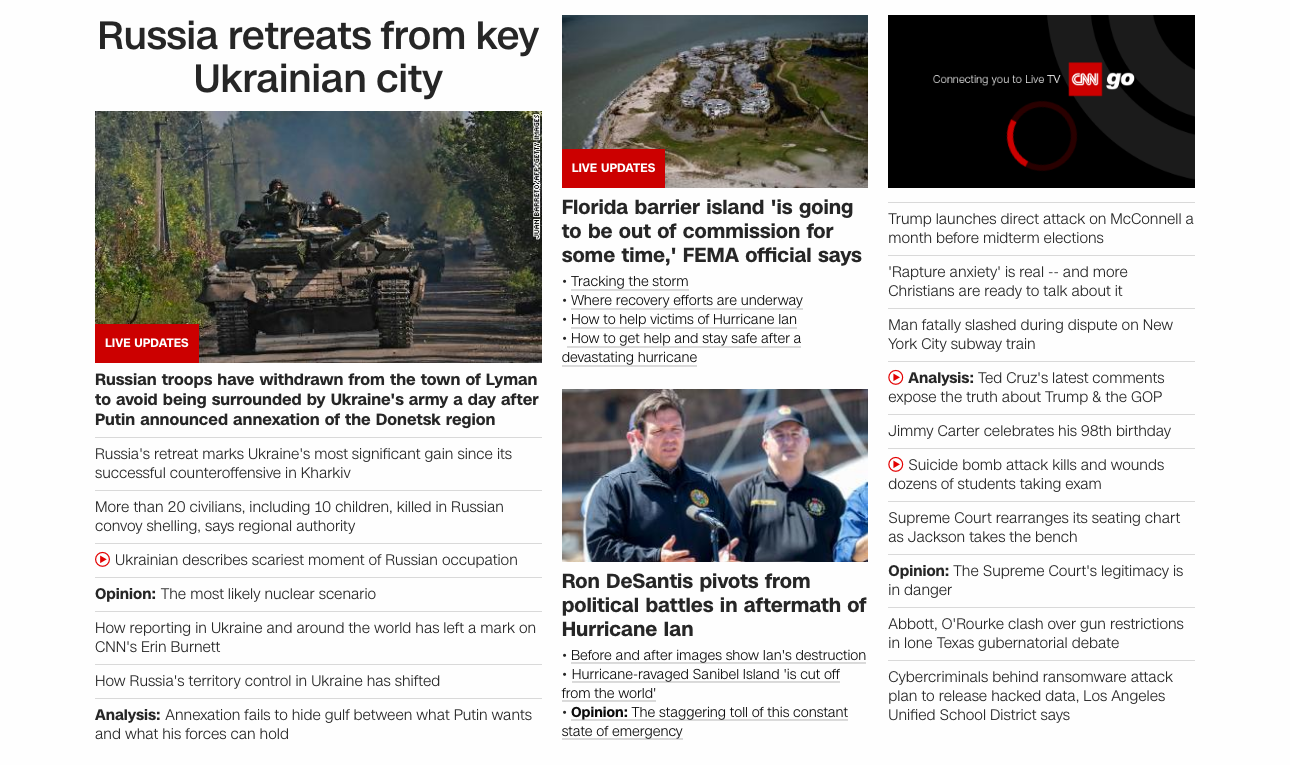 Russia retreats from key
Ukrainian city
JUAN BARRETO/AFP/GETTY IMAGES
LIVE UPDATES
Russian troops have withdrawn from the town of Lyman
to avoid being surrounded by Ukraine's army a day after
Putin announced annexation of the Donetsk region
Russia's retreat marks Ukraine's most significant gain since its
successful counteroffensive in Kharkiv
More than 20 civilians, including 10 children, killed in Russian
convoy shelling, says regional authority
Ukrainian describes scariest moment of Russian occupation
Opinion: The most likely nuclear scenario
How reporting in Ukraine and around the world has left a mark on
CNN's Erin Burnett
How Russia's territory control in Ukraine has shifted
Analysis: Annexation fails to hide gulf between what Putin wants
and what his forces can hold
LIVE UPDATES
Florida barrier island 'is going
to be out of commission for
some time,' FEMA official says
• Tracking the storm
• Where recovery efforts are underway
• How to help victims of Hurricane Ian
• How to get help and stay safe after a
devastating hurricane
Ron DeSantis pivots from
political battles in aftermath of
Hurricane Ian
• Before and after images show Ian's destruction
• Hurricane-ravaged Sanibel Island 'is cut off
from the world'
• Opinion: The staggering toll of this constant
state of emergency
Connecting you to Live TV CNN go
Trump launches direct attack on McConnell a
month before midterm elections
'Rapture anxiety' is real -- and more
Christians are ready to talk about it
Man fatally slashed during dispute on New
York City subway train
Analysis: Ted Cruz's latest comments
expose the truth about Trump & the GOP
Jimmy Carter celebrates his 98th birthday
Suicide bomb attack kills and wounds
dozens of students taking exam
Supreme Court rearranges its seating chart
as Jackson takes the bench
Opinion: The Supreme Court's legitimacy is
in danger
Abbott, O'Rourke clash over gun restrictions
in lone Texas gubernatorial debate
Cybercriminals behind ransomware attack
plan to release hacked data, Los Angeles
Unified School District says